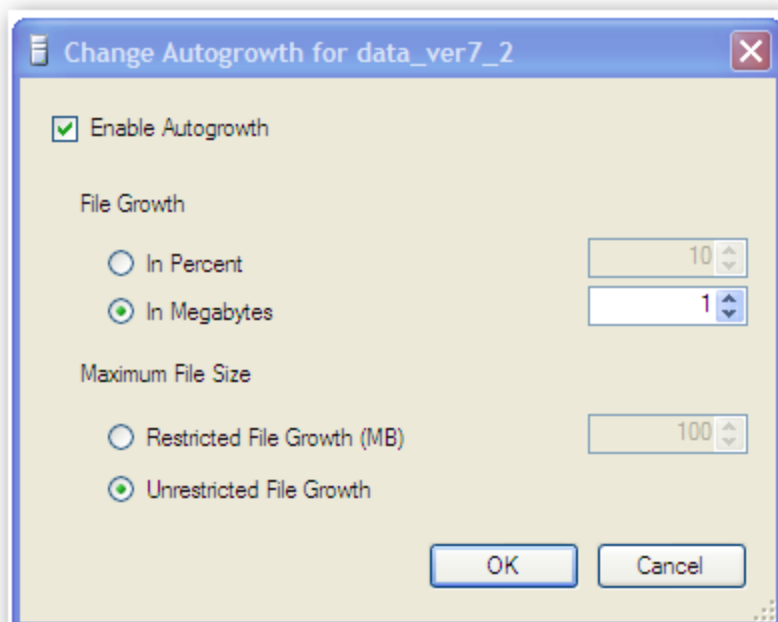 Change Autogrowth for data_ver7_2
Enable Autogrowth
File Growth
In Percent 10
In Megabytes 1
Maximum File Size
Restricted File Growth (MB) 100
Unrestricted File Growth
OK Cancel